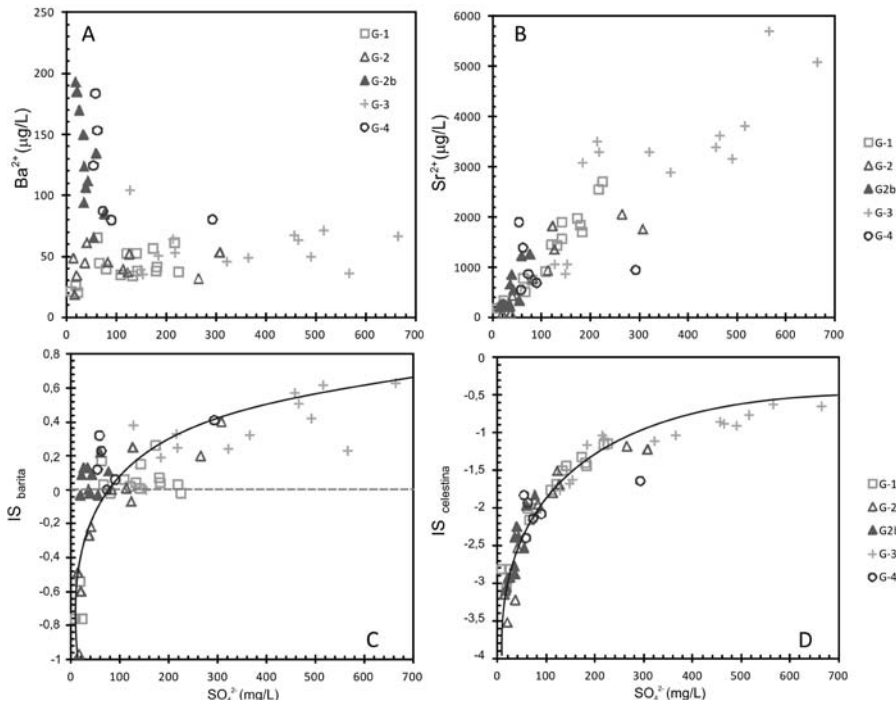 A
Ba²⁺ (µg/L)
250
200
150
100
50
0
0 100 200 300 400 500 600 700
G-1
G-2
G-2b
G-3
G-4
B
Sr²⁺ (µg/L)
6000
5000
4000
3000
2000
1000
0
0 100 200 300 400 500 600 700
G-1
G-2
G2b
G-3
G-4
C
IS barita
0,8
0,6
0,4
0,2
0
-0,2
-0,4
-0,6
-0,8
-1
0 100 200 300 400 500 600 700
SO₄²⁻ (mg/L)
D
IS celestina
0
-0,5
-1
-1,5
-2
-2,5
-3
-3,5
-4
0 100 200 300 400 500 600 700
SO₄²⁻ (mg/L)
G-1
G-2
G2l
G-3
G-4